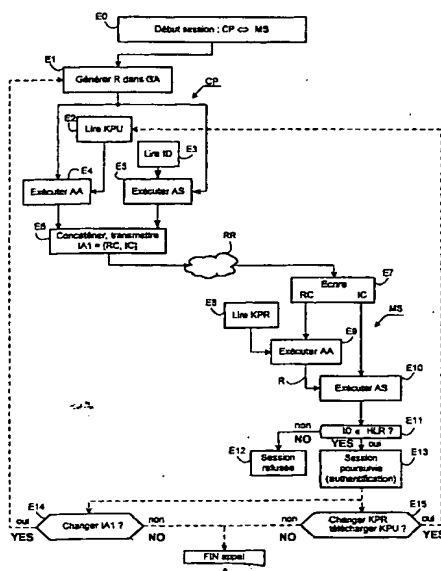 E0
Début session : CP ⇔ MS
E1
Générer R dans GA
CP
E2
Lire KPU
E3
Lire ID
E4
Exécuter AA
E5
Exécuter AS
E6
Concaténer, transmettre
IA1 = [RC, IC]
RR
Ecrire
RC IC
E7
E8
Lire KPR
MS
E9
Exécuter AA
R
E10
Exécuter AS
E11
ID ∈ HLR ?
non
NO
YES
oui
E12
Session
refusée
Session
poursuivie
(authentification)
E13
E14
oui
YES
Changer IA1 ?
non
NO
non
NO
E15
Changer KPR
télécharger KPU ?
oui
YES
FIN appel